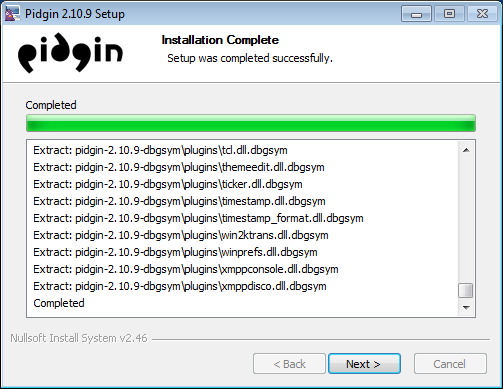 Pidgin 2.10.9 Setup
pidgin
Installation Complete
Setup was completed successfully.
Completed
Extract: pidgin-2.10.9-dbgsym\plugins\tcl.dll.dbgsym
Extract: pidgin-2.10.9-dbgsym\plugins\themeedit.dll.dbgsym
Extract: pidgin-2.10.9-dbgsym\plugins\ticker.dll.dbgsym
Extract: pidgin-2.10.9-dbgsym\plugins\timestamp.dll.dbgsym
Extract: pidgin-2.10.9-dbgsym\plugins\timestamp_format.dll.dbgsym
Extract: pidgin-2.10.9-dbgsym\plugins\win2ktrans.dll.dbgsym
Extract: pidgin-2.10.9-dbgsym\plugins\winprefs.dll.dbgsym
Extract: pidgin-2.10.9-dbgsym\plugins\xmppconsole.dll.dbgsym
Extract: pidgin-2.10.9-dbgsym\plugins\xmppdisco.dll.dbgsym
Completed
Nullsoft Install System v2.46
< Back Next > Cancel